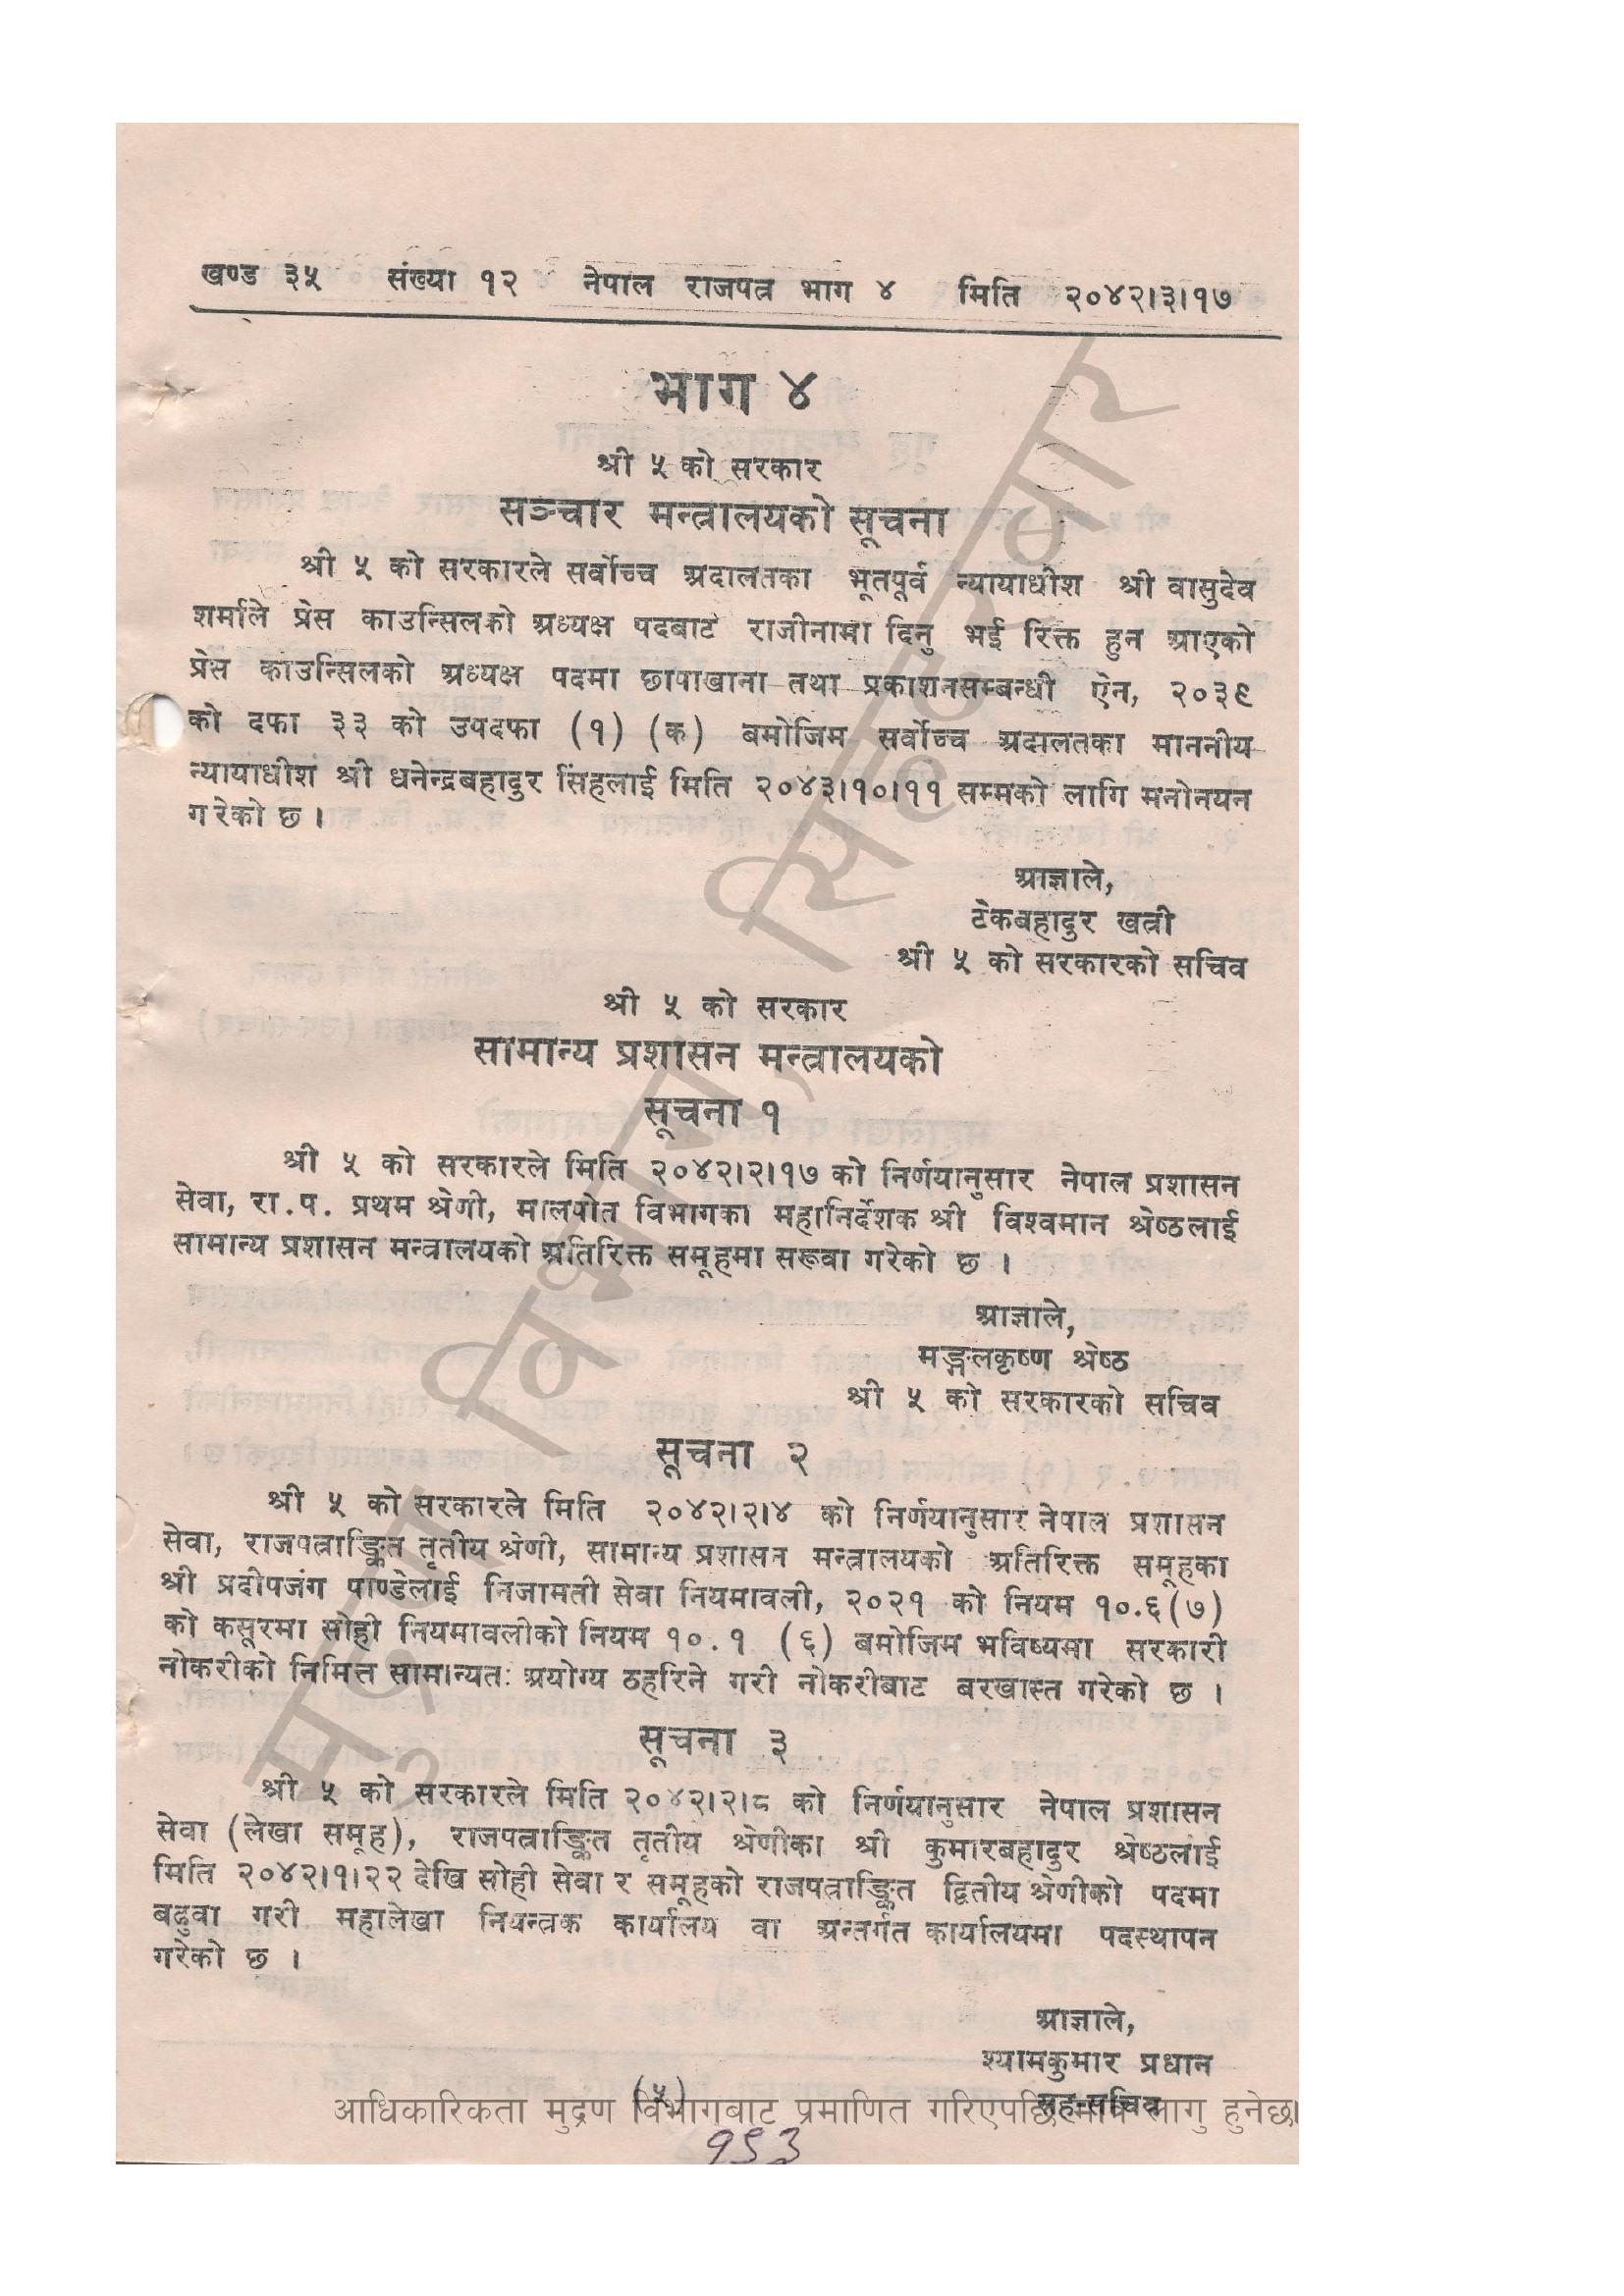 खण्ड ३५ संख्या १२ नेपाल राजपत्र भाग ४ मिति २०४२।३।१७
भाग ४
श्री ५ को सरकार
सञ्चार मन्त्रालयको सूचना
श्री ५ को सरकारले सर्वोच्च अदालतका भूतपूर्व न्यायाधीश श्री वासुदेव
शर्माले प्रेस काउन्सिलको अध्यक्ष पदबाट राजीनामा दिनु भई रिक्त हुन आएको
प्रेस काउन्सिलको अध्यक्ष पदमा छापाखाना तथा प्रकाशनसम्बन्धी ऐन, २०३९
को दफा ३३ को उपदफा (१) (क) बमोजिम सर्वोच्च अदालतका माननीय
न्यायाधीश श्री धनेन्द्रबहादुर सिंहलाई मिति २०४३।१०।११ सम्मको लागि मनोनयन
गरेको छ ।
आज्ञाले,
टेकबहादुर खत्री
श्री ५ को सरकारको सचिव
श्री ५ को सरकार
सामान्य प्रशासन मन्त्रालयको
सूचना १
श्री ५ को सरकारले मिति २०४२।२।१७ को निर्णयानुसार नेपाल प्रशासन
सेवा, रा.प. प्रथम श्रेणी, मालपोत विभागका महानिर्देशक श्री विश्वमान श्रेष्ठलाई
सामान्य प्रशासन मन्त्रालयको अतिरिक्त समूहमा सरूवा गरेको छ ।
आज्ञाले,
मङ्गलकृष्ण श्रेष्ठ
श्री ५ को सरकारको सचिव
सूचना २
श्री ५ को सरकारले मिति २०४२।२।४ को निर्णयानुसार नेपाल प्रशासन
सेवा, राजपत्राङ्कित तृतीय श्रेणी, सामान्य प्रशासन मन्त्रालयको अतिरिक्त समूहका
श्री प्रदीपजंग पाण्डेलाई निजामती सेवा नियमावली, २०२१ को नियम १०.६(७)
को कसूरमा सोही नियमावलीको नियम १०.१ (६) बमोजिम भविष्यमा सरकारी
नोकरीको निमित्त सामान्यतः अयोग्य ठहरिने गरी नोकरीबाट बरखास्त गरेको छ ।
सूचना ३
श्री ५ को सरकारले मिति २०४२।२।८ को निर्णयानुसार नेपाल प्रशासन
सेवा (लेखा समूह), राजपत्राङ्कित तृतीय श्रेणीका श्री कुमारबहादुर श्रेष्ठलाई
मिति २०४२।१।२२ देखि सोही सेवा र समूहको राजपत्राङ्कित द्वितीय श्रेणीको पदमा
बढुवा गरी महालेखा नियन्त्रक कार्यालय वा अन्तर्गत कार्यालयमा पदस्थापन
गरेको छ ।
आज्ञाले,
श्यामकुमार प्रधान
सह-सचिव
(५)
आधिकारिकता मुद्रण विभागबाट प्रमाणित गरिएपछि मात्र लागु हुनेछ।
१९३
मुद्रण विभाग, सिंहदरबार